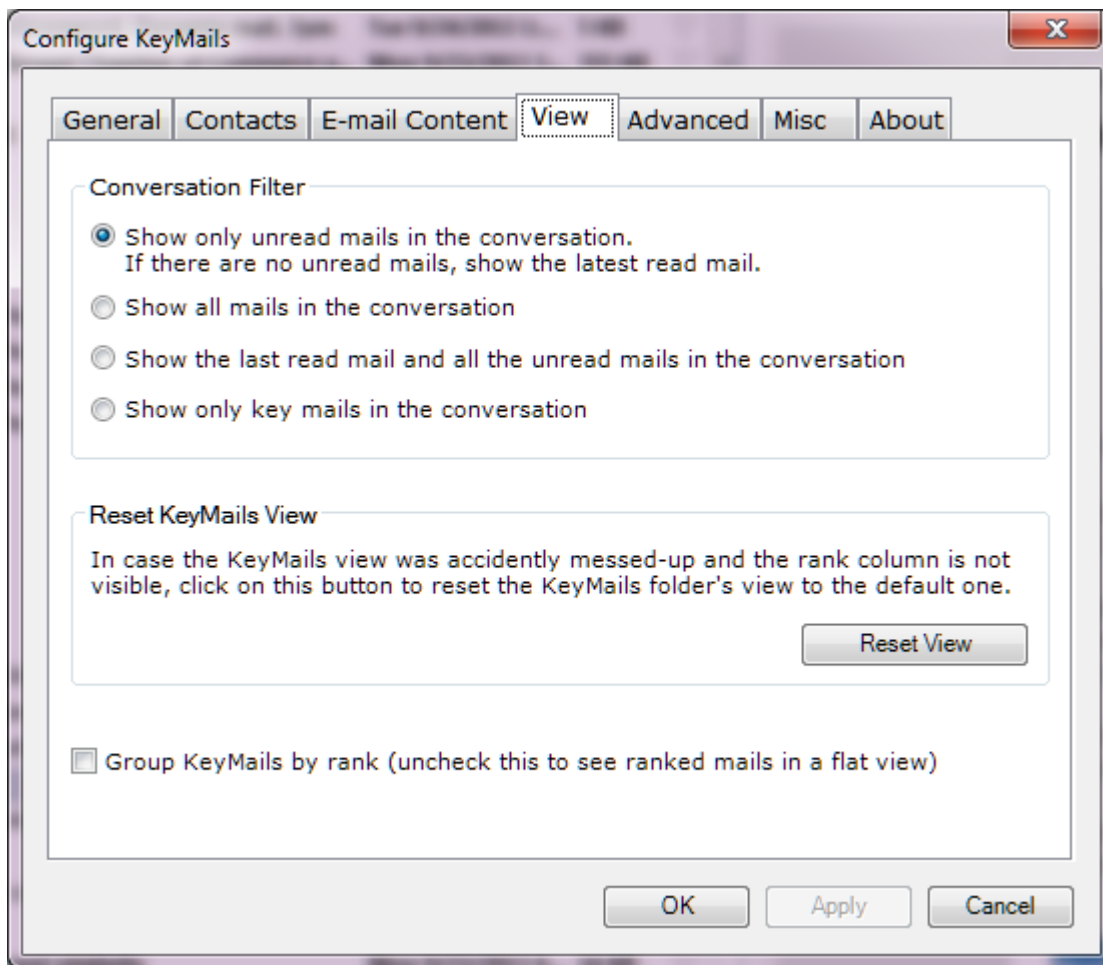 Configure KeyMails
General Contacts E-mail Content View Advanced Misc About
Conversation Filter
Show only unread mails in the conversation.
If there are no unread mails, show the latest read mail.
Show all mails in the conversation
Show the last read mail and all the unread mails in the conversation
Show only key mails in the conversation
Reset KeyMails View
In case the KeyMails view was accidently messed-up and the rank column is not
visible, click on this button to reset the KeyMails folder's view to the default one.
Reset View
Group KeyMails by rank (uncheck this to see ranked mails in a flat view)
OK Apply Cancel